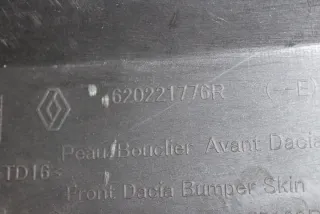 620221776R (--E)
Peau Bouclier Avant Dacia
TD16
Front Dacia Bumper Skin